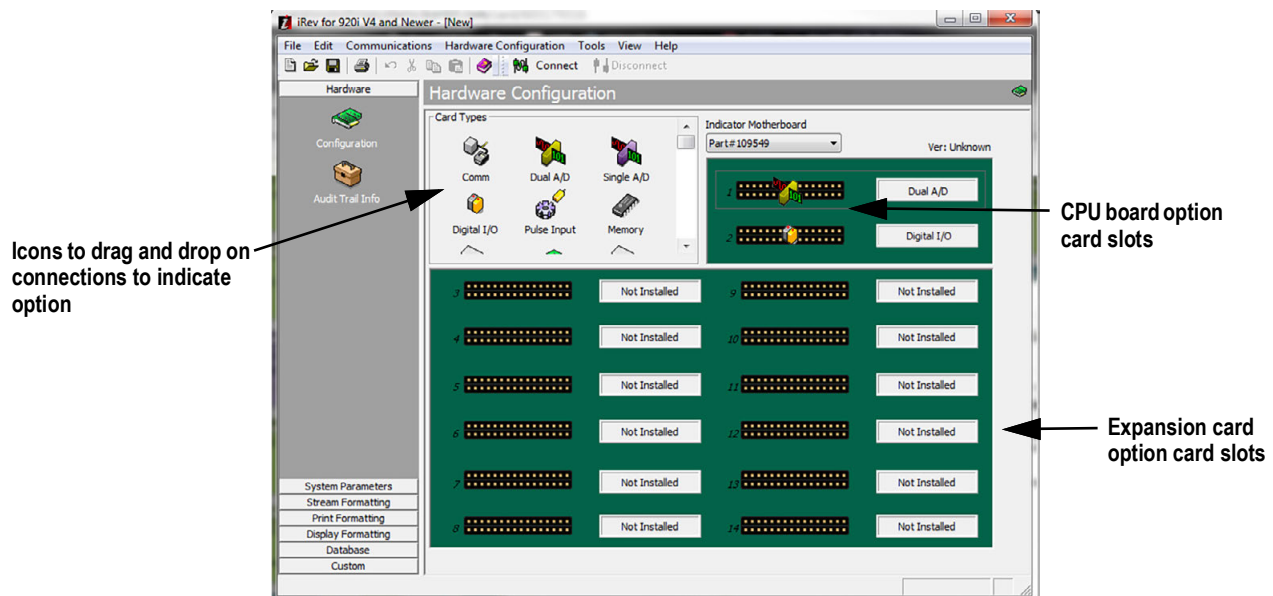 iRev for 920i V4 and Newer - [New]
File Edit Communications Hardware Configuration Tools View Help
Connect Disconnect
Hardware
Configuration
Audit Trail Info
System Parameters
Stream Formatting
Print Formatting
Display Formatting
Database
Custom
Hardware Configuration
Card Types
Comm Dual A/D Single A/D
Digital I/O Pulse Input Memory
Indicator Motherboard
Part#109549 Ver: Unknown
1 Dual A/D
2 Digital I/O
3 Not Installed 9 Not Installed
4 Not Installed 10 Not Installed
5 Not Installed 11 Not Installed
6 Not Installed 12 Not Installed
7 Not Installed 13 Not Installed
8 Not Installed 14 Not Installed
Icons to drag and drop on
connections to indicate
option
CPU board option
card slots
Expansion card
option card slots